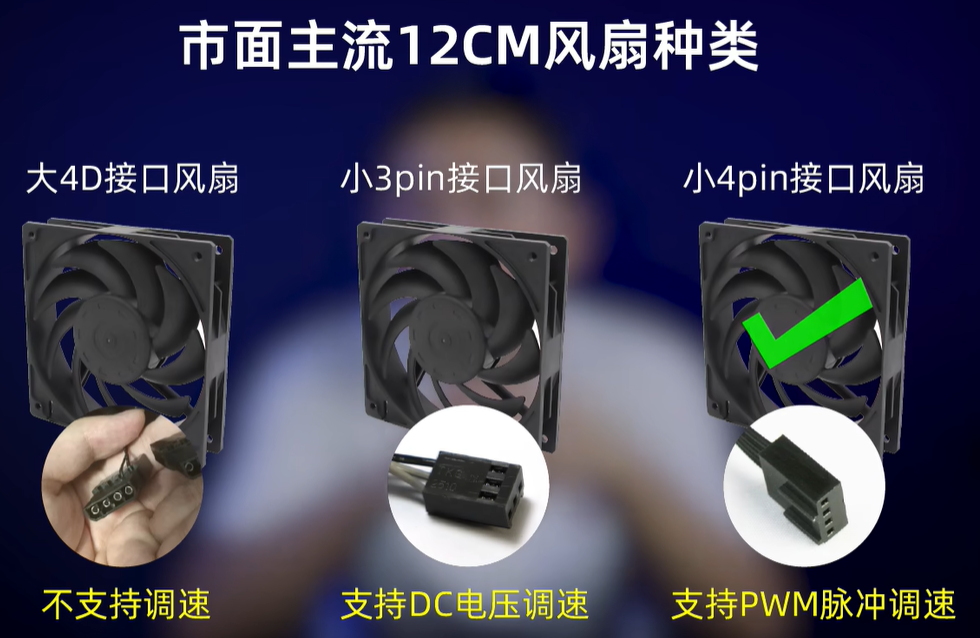 市面主流12CM风扇种类
大4D接口风扇
小3pin接口风扇
小4pin接口风扇
不支持调速
支持DC电压调速
支持PWM脉冲调速